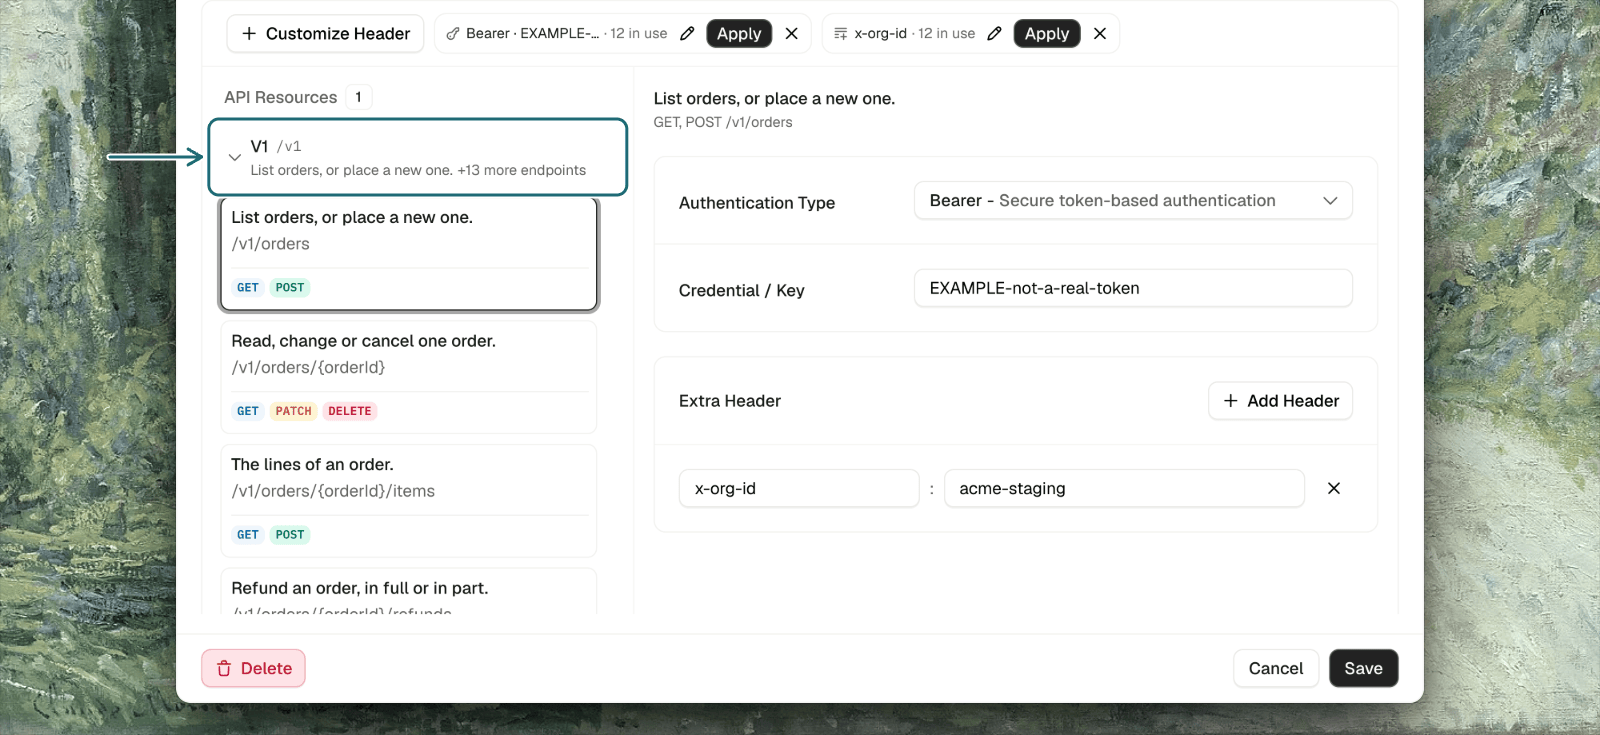 Customize Header
Bearer · EXAMPLE-... · 12 in use
Apply
x-org-id · 12 in use
Apply
API Resources 1
V1 /v1
List orders, or place a new one. +13 more endpoints
List orders, or place a new one.
/v1/orders
GET POST
Read, change or cancel one order.
/v1/orders/{orderId}
GET PATCH DELETE
The lines of an order.
/v1/orders/{orderId}/items
GET POST
Refund an order, in full or in part.
/v1/orders/{orderId}/refunds
List orders, or place a new one.
GET, POST /v1/orders
Authentication Type
Bearer - Secure token-based authentication
Credential / Key
EXAMPLE-not-a-real-token
Extra Header
Add Header
x-org-id : acme-staging
Delete
Cancel
Save